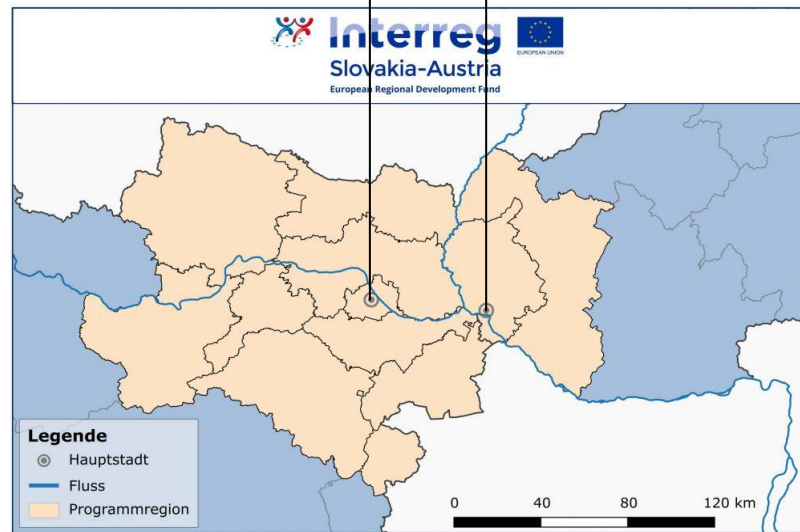 Interreg
EUROPEAN UNION
Slovakia-Austria
European Regional Development Fund
Legende
Hauptstadt
Fluss
Programmregion
0 40 80 120 km